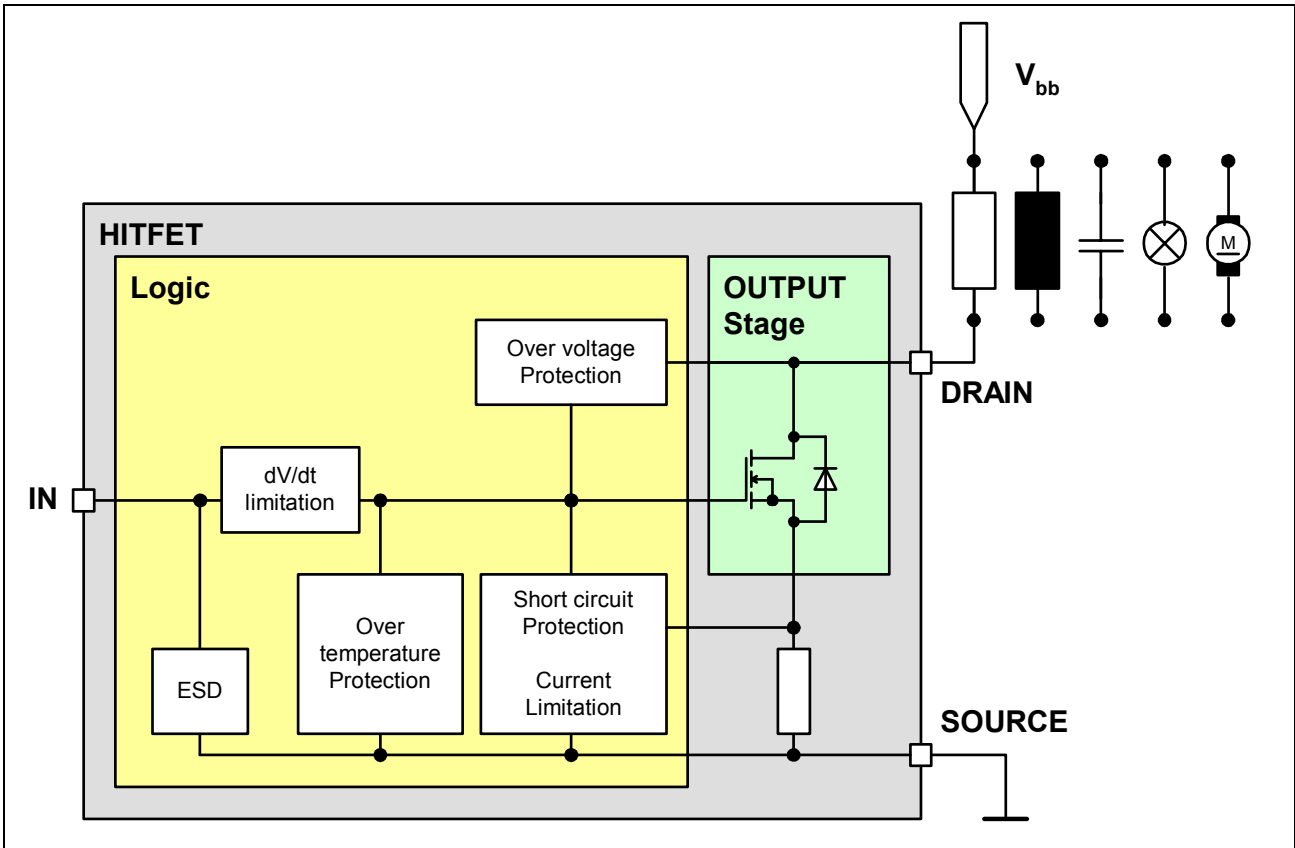 V_bb
HITFET
Logic
OUTPUT
Stage
M
Over voltage
Protection
DRAIN
dV/dt
limitation
IN
Short circuit
Protection
Over
temperature
Protection
ESD
Current
Limitation
SOURCE